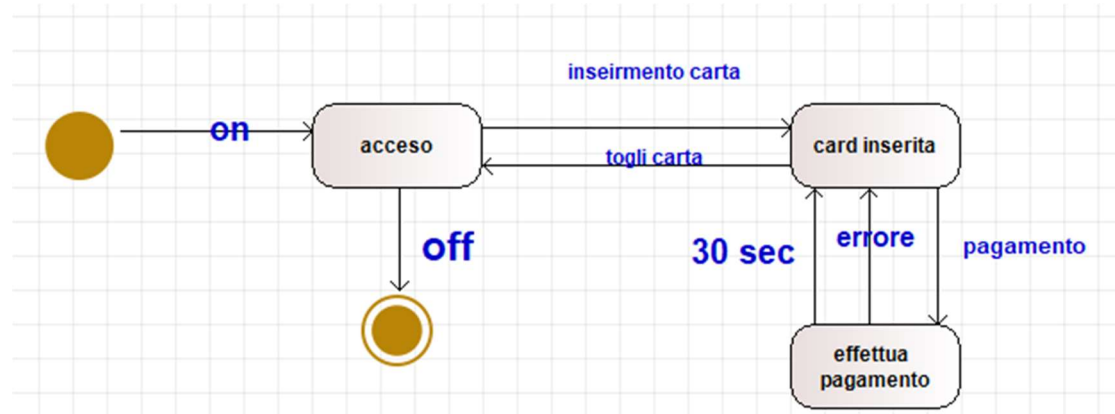 inseirmento carta
on
acceso
togli carta
card inserita
off
30 sec
errore
pagamento
effettua
pagamento